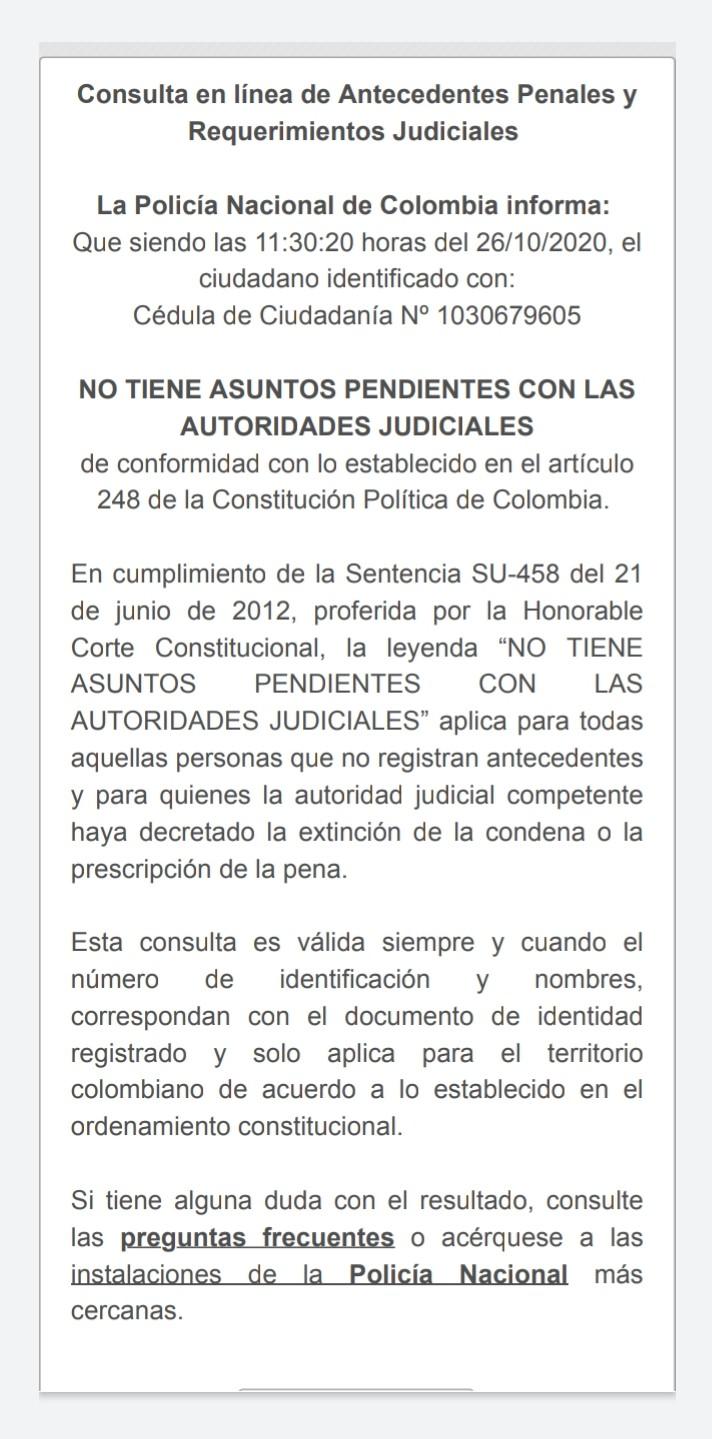 Consulta en línea de Antecedentes Penales y
Requerimientos Judiciales
La Policía Nacional de Colombia informa:
Que siendo las 11:30:20 horas del 26/10/2020, el
ciudadano identificado con:
Cédula de Ciudadanía Nº 1030679605
NO TIENE ASUNTOS PENDIENTES CON LAS
AUTORIDADES JUDICIALES
de conformidad con lo establecido en el artículo
248 de la Constitución Política de Colombia.
En cumplimiento de la Sentencia SU-458 del 21
de junio de 2012, proferida por la Honorable
Corte Constitucional, la leyenda “NO TIENE
ASUNTOS PENDIENTES CON LAS
AUTORIDADES JUDICIALES” aplica para todas
aquellas personas que no registran antecedentes
y para quienes la autoridad judicial competente
haya decretado la extinción de la condena o la
prescripción de la pena.
Esta consulta es válida siempre y cuando el
número de identificación y nombres,
correspondan con el documento de identidad
registrado y solo aplica para el territorio
colombiano de acuerdo a lo establecido en el
ordenamiento constitucional.
Si tiene alguna duda con el resultado, consulte
las preguntas frecuentes o acérquese a las
instalaciones de la Policía Nacional más
cercanas.